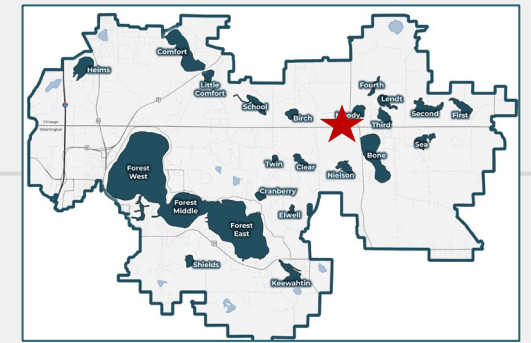 Comfort
Heims
Little
Comfort
School
Birch
Fourth
Lendt
Third
Second
First
Sea
Bone
Chisago
Washington
Forest
West
Twin
Clear
Nielson
Cranberry
Forest
Middle
Elwell
Forest
East
Shields
Keewahtin